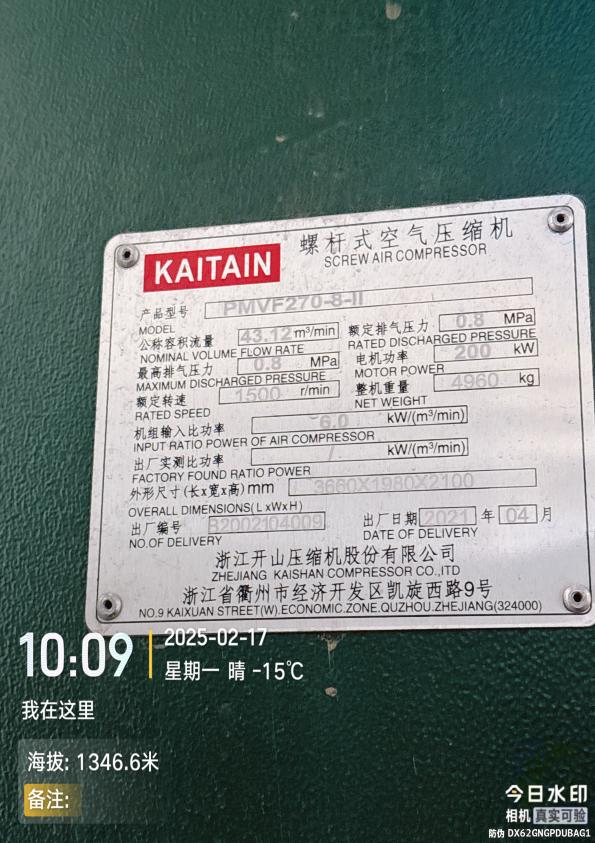 KAITAIN
螺杆式空气压缩机
SCREW AIR COMPRESSOR
产品型号 PMVF270-8-II
MODEL
公称容积流量 43.12 m³/min 额定排气压力 0.8 MPa
NOMINAL VOLUME FLOW RATE RATED DISCHARGED PRESSURE
最高排气压力 0.8 MPa 电机功率 200 kW
MAXIMUM DISCHARGED PRESSURE MOTOR POWER
额定转速 1500 r/min 整机重量 4960 kg
RATED SPEED NET WEIGHT
机组输入比功率 6.0 kW/(m³/min)
INPUT RATIO POWER OF AIR COMPRESSOR
出厂实测比功率 / kW/(m³/min)
FACTORY FOUND RATIO POWER
外形尺寸(长x宽x高)mm 3660X1980X2100
OVERALL DIMENSIONS(LxWxH)
出厂编号 B2002104009 出厂日期 2021 年 04 月
NO.OF DELIVERY DATE OF DELIVERY
浙江开山压缩机股份有限公司
ZHEJIANG KAISHAN COMPRESSOR CO.,LTD
浙江省衢州市经济开发区凯旋西路9号
NO.9 KAIXUAN STREET(W).ECONOMIC.ZONE.QUZHOU.ZHEJIANG(324000)
10:09
2025-02-17
星期一 晴 -15℃
我在这里
海拔: 1346.6米
备注:
今日水印
相机 真实可验
防伪 DX62GNGPDUBAG1